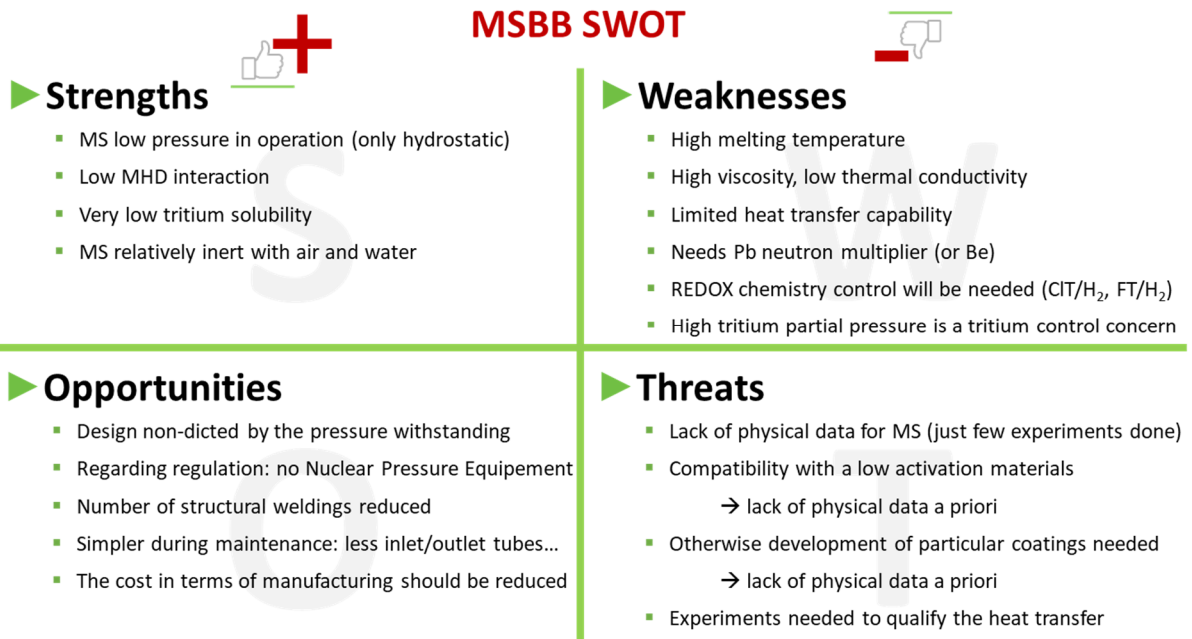 MSBB SWOT
Strengths
MS low pressure in operation (only hydrostatic)
Low MHD interaction
Very low tritium solubility
MS relatively inert with air and water
Weaknesses
High melting temperature
High viscosity, low thermal conductivity
Limited heat transfer capability
Needs Pb neutron multiplier (or Be)
REDOX chemistry control will be needed (ClT/H₂, FT/H₂)
High tritium partial pressure is a tritium control concern
Opportunities
Design non-dicted by the pressure withstanding
Regarding regulation: no Nuclear Pressure Equipement
Number of structural weldings reduced
Simpler during maintenance: less inlet/outlet tubes...
The cost in terms of manufacturing should be reduced
Threats
Lack of physical data for MS (just few experiments done)
Compatibility with a low activation materials
→ lack of physical data a priori
Otherwise development of particular coatings needed
→ lack of physical data a priori
Experiments needed to qualify the heat transfer
S
W
O
T